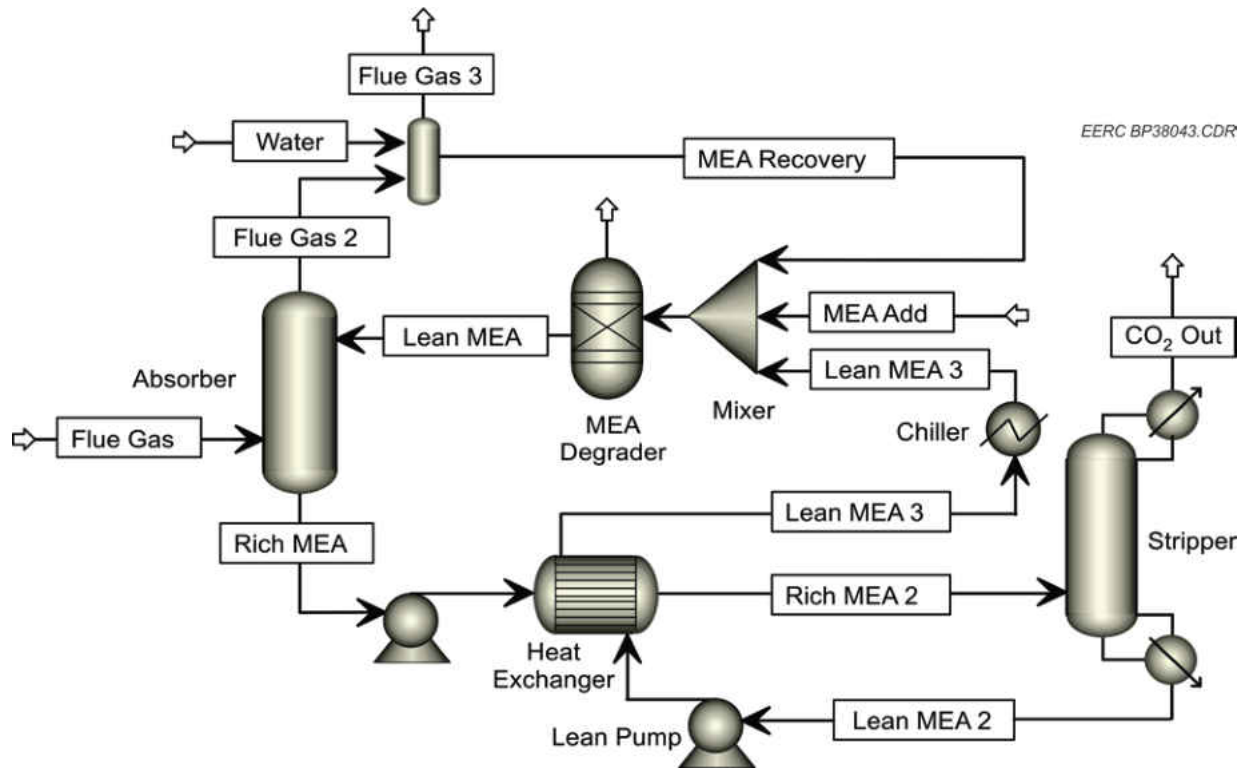 Flue Gas 3
EERC BP38043.CDR
Water
MEA Recovery
Flue Gas 2
Lean MEA
MEA Add
CO₂ Out
Absorber
Lean MEA 3
MEA
Degrader
Mixer
Chiller
Flue Gas
Lean MEA 3
Rich MEA
Stripper
Rich MEA 2
Heat
Exchanger
Lean Pump
Lean MEA 2